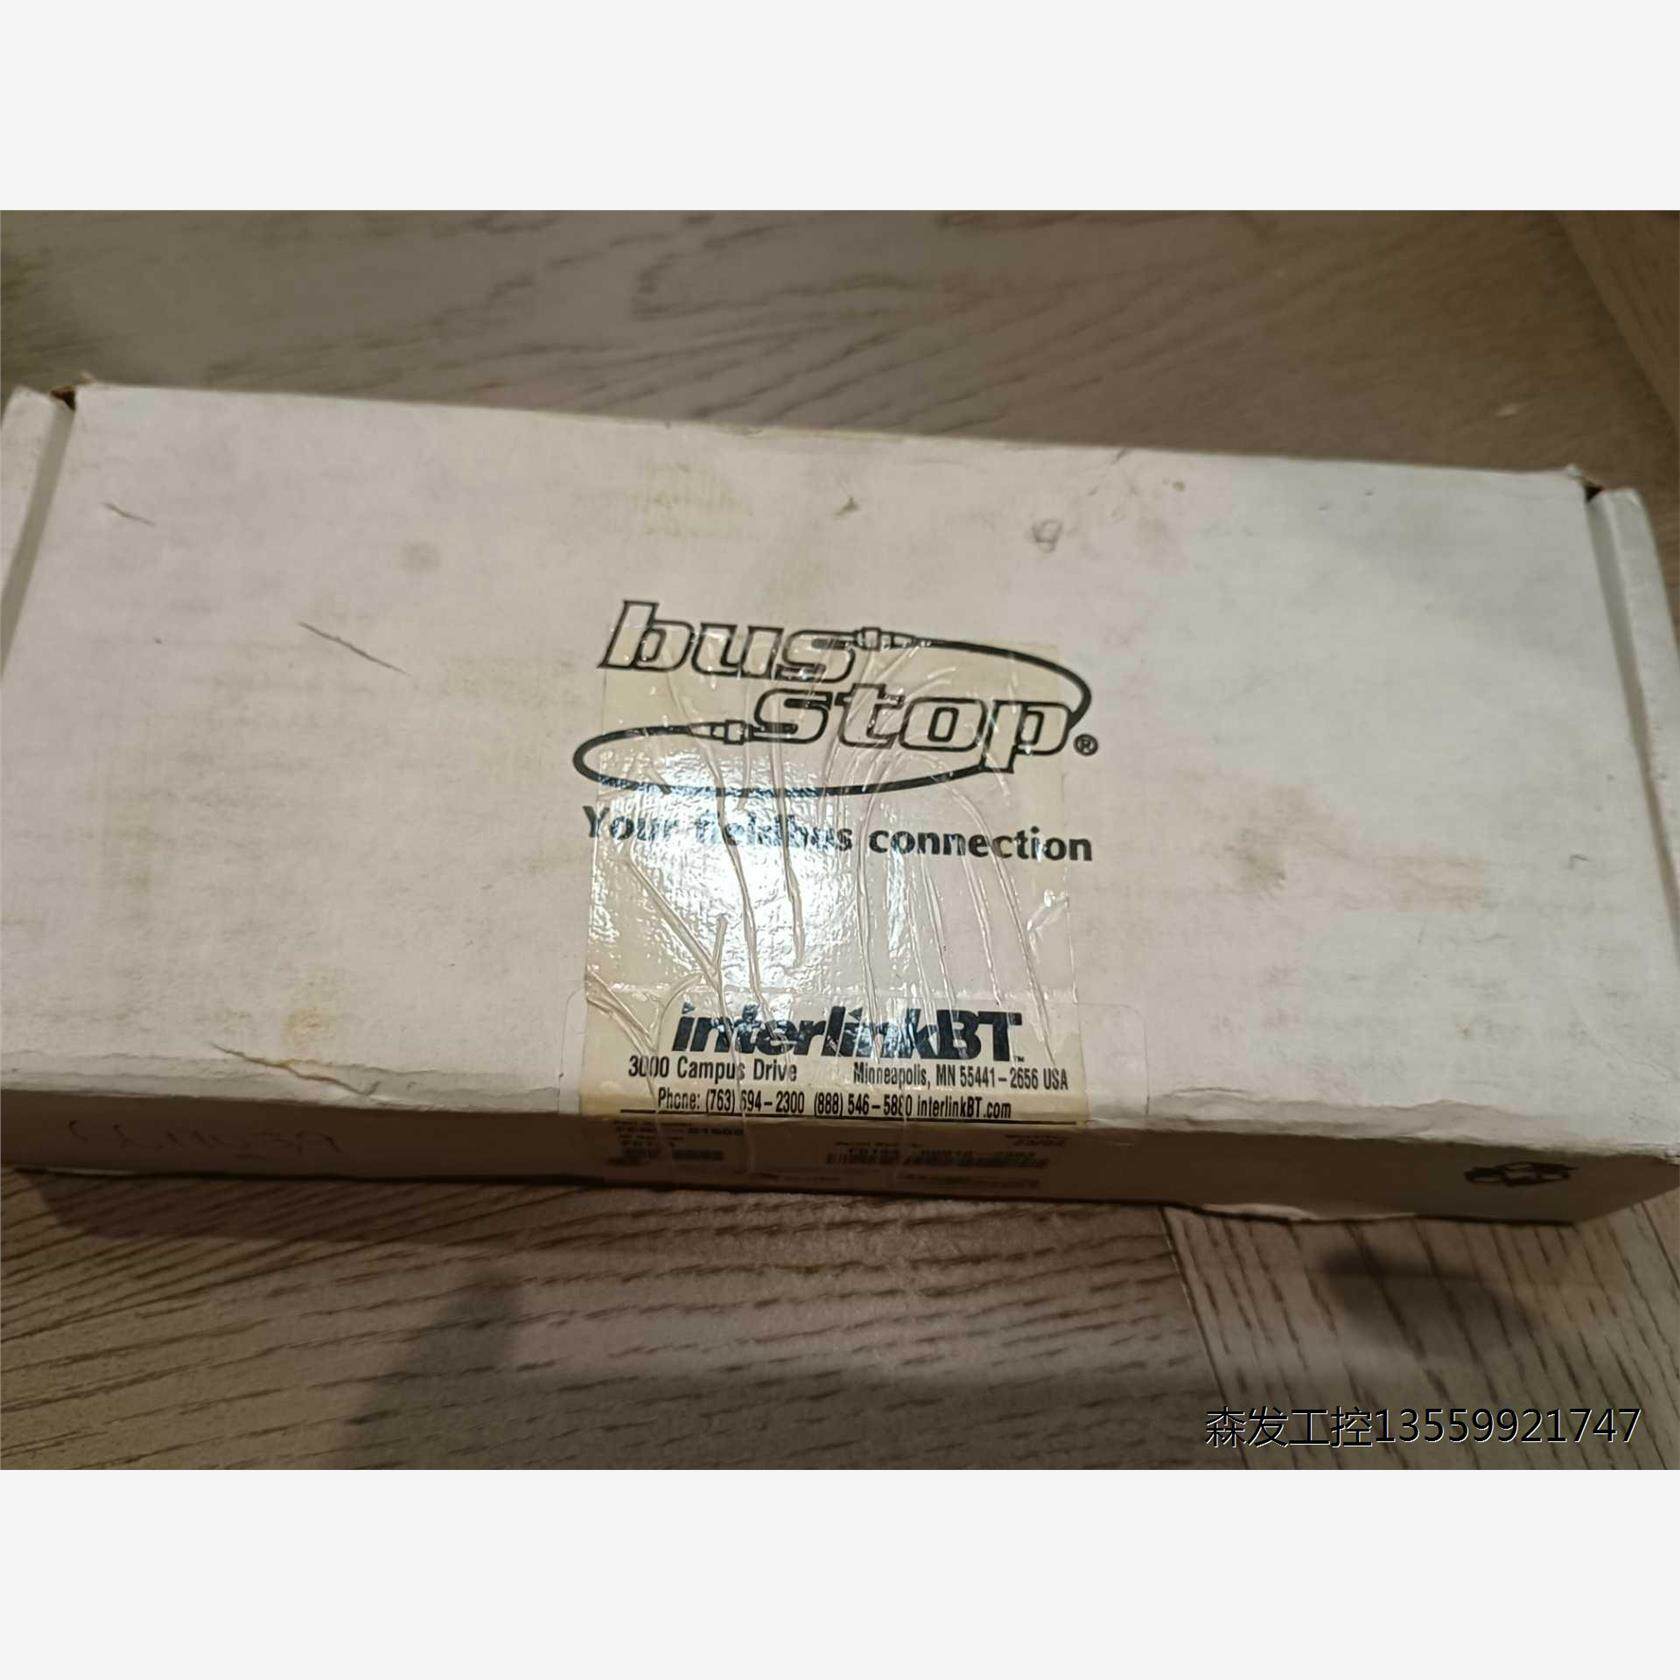 bus
stop®
Your fieldbus connection
interlinkBT™
3000 Campus Drive Minneapolis, MN 55441-2656 USA
Phone: (763) 694-2300 (888) 546-5880 interlinkBT.com
森发工控13559921747